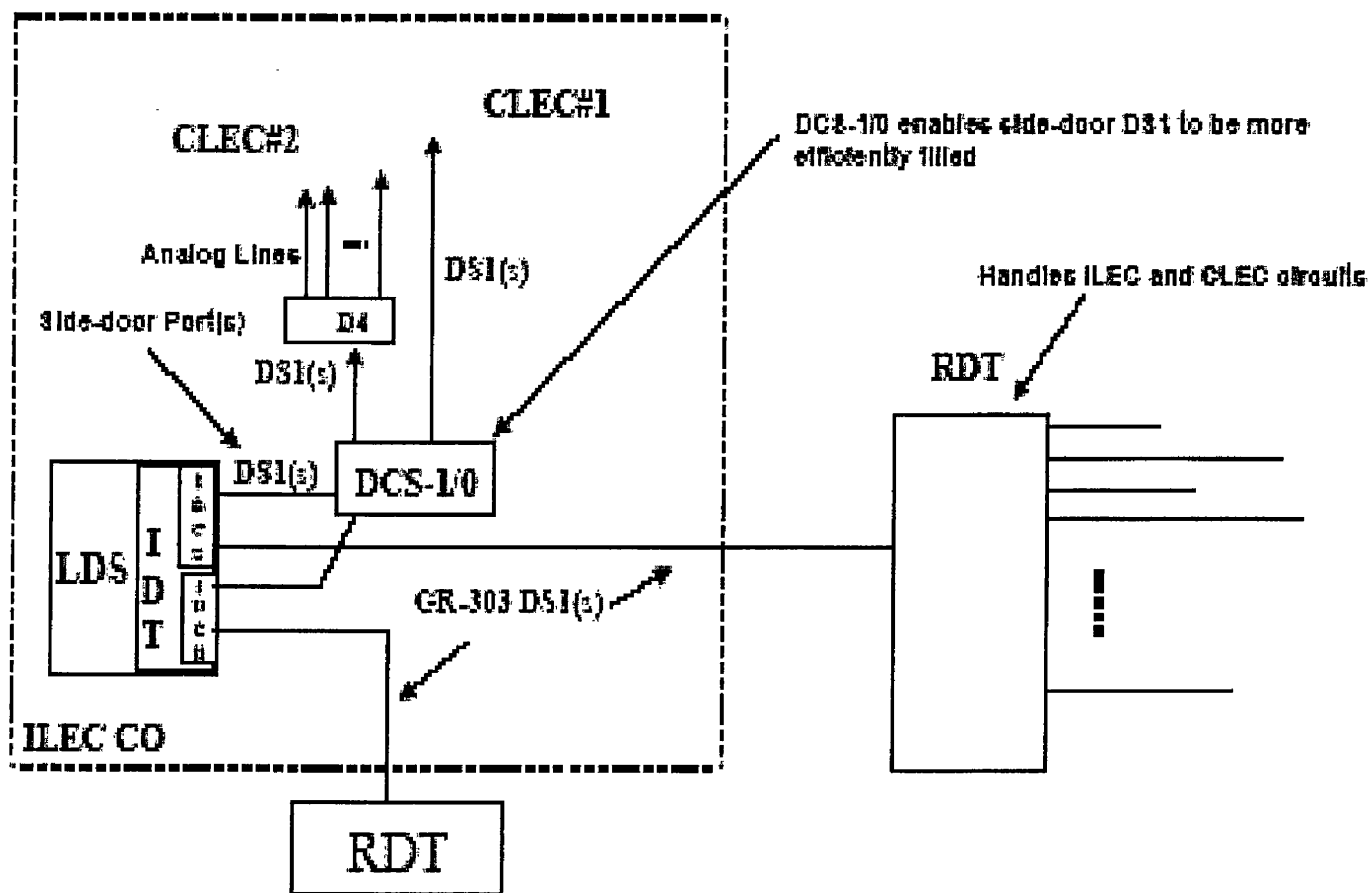 CLEC#1
CLEC#2
DCS-1/0 enables side-door DS1 to be more
efficiently filled
Analog Lines
DS1(s)
Handles ILEC and CLEC circuits
Side-door Port(s)
D4
DS1(s)
RDT
DS1(s)
DCS-1/0
LDS
I
D
T
GR-303 DS1(s)
ILEC CO
RDT